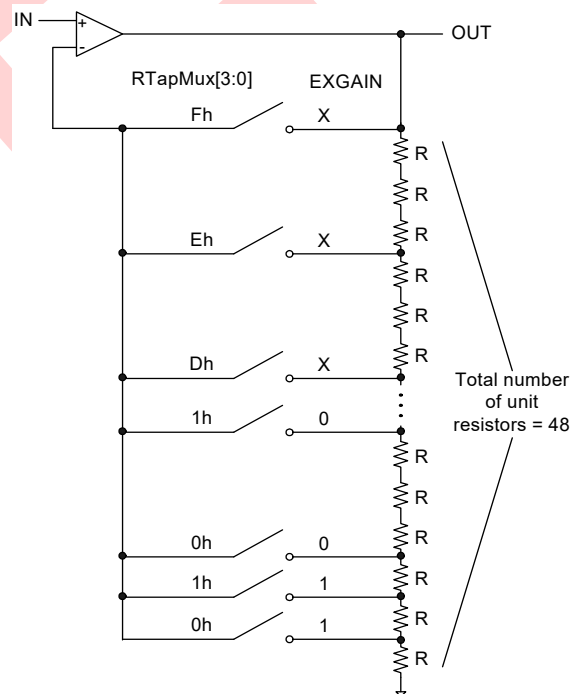 IN
+
-
OUT
RTapMux[3:0]
EXGAIN
Fh
X
R
R
R
Eh
X
R
R
R
Dh
X
Total number
of unit
resistors = 48
1h
0
R
R
R
0h
0
R
1h
1
R
0h
1
R